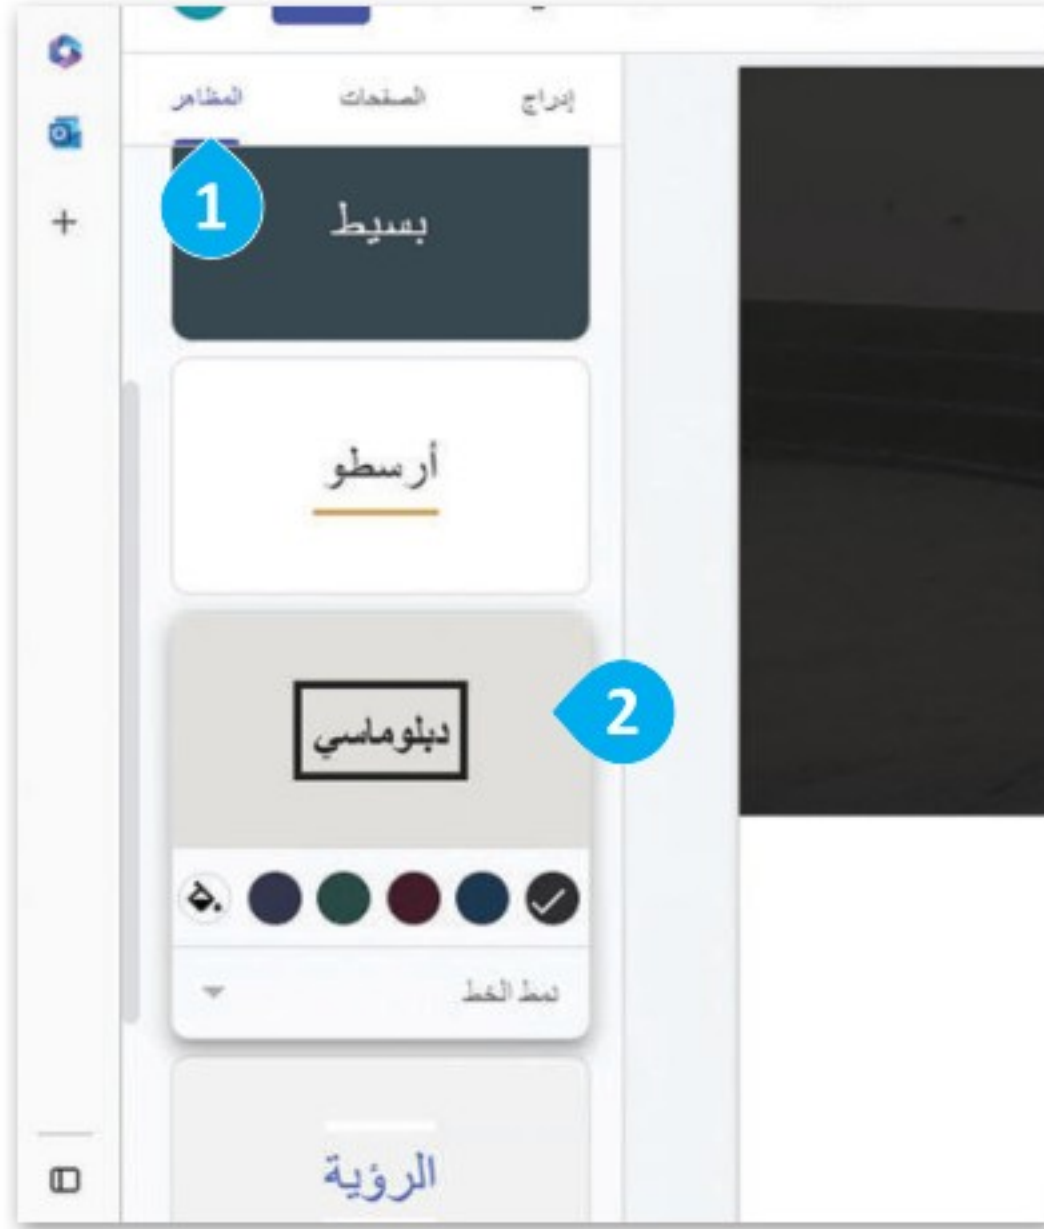 إدراج الصفحات المظاهر
1
بسيط
أرسطو
دبلوماسي
2
نمط الخط
الرؤية